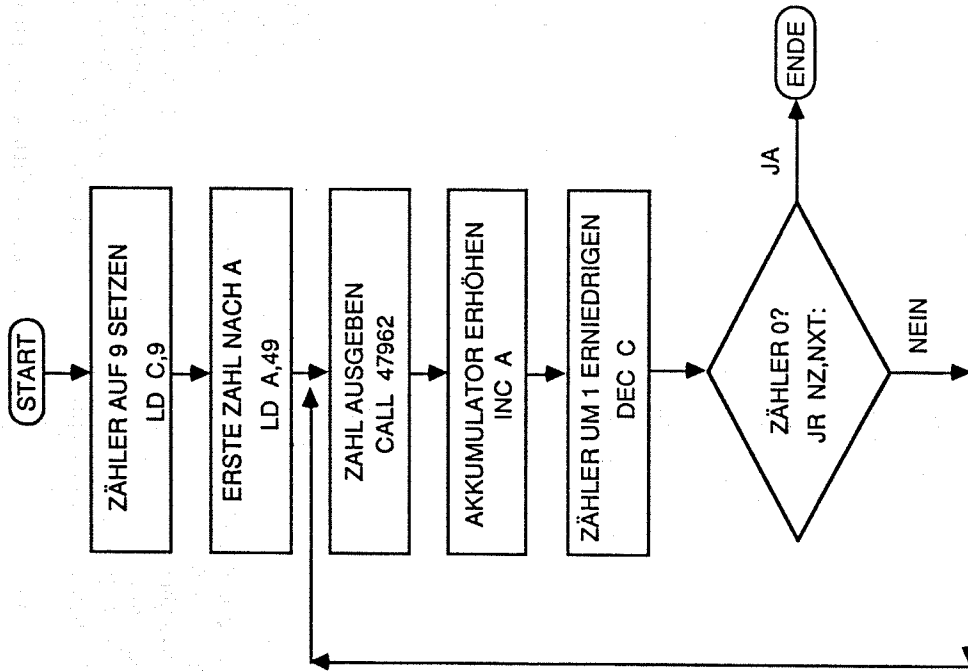 START
ZÄHLER AUF 9 SETZEN
LD C,9
ERSTE ZAHL NACH A
LD A,49
ZAHL AUSGEBEN
CALL 47962
AKKUMULATOR ERHÖHEN
INC A
ZÄHLER UM 1 ERNIEDRIGEN
DEC C
ZÄHLER 0?
JR NZ,NXT:
JA
ENDE
NEIN